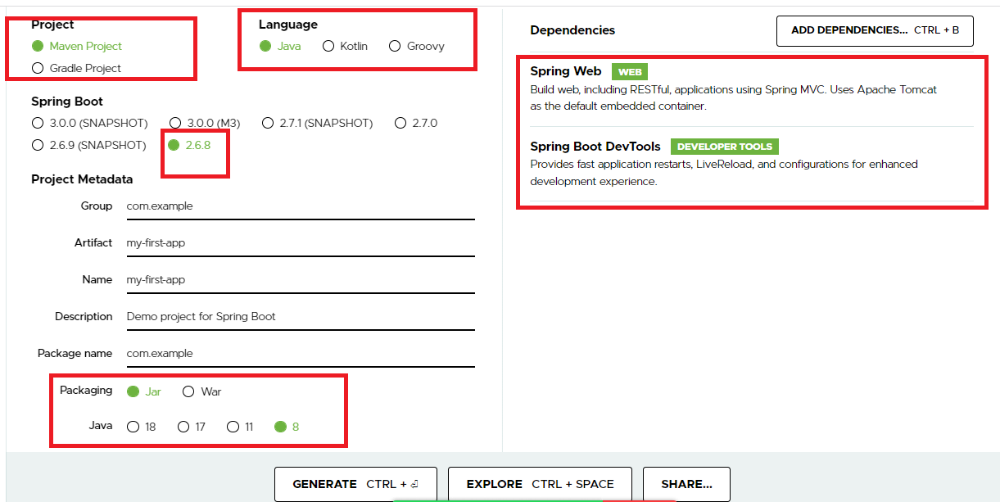 Project
Maven Project
Gradle Project
Language
Java Kotlin Groovy
Spring Boot
3.0.0 (SNAPSHOT) 3.0.0 (M3) 2.7.1 (SNAPSHOT) 2.7.0
2.6.9 (SNAPSHOT) 2.6.8
Project Metadata
Group com.example
Artifact my-first-app
Name my-first-app
Description Demo project for Spring Boot
Package name com.example
Packaging Jar War
Java 18 17 11 8
Dependencies ADD DEPENDENCIES... CTRL + B
Spring Web WEB
Build web, including RESTful, applications using Spring MVC. Uses Apache Tomcat
as the default embedded container.
Spring Boot DevTools DEVELOPER TOOLS
Provides fast application restarts, LiveReload, and configurations for enhanced
development experience.
GENERATE CTRL + ⏎ EXPLORE CTRL + SPACE SHARE...